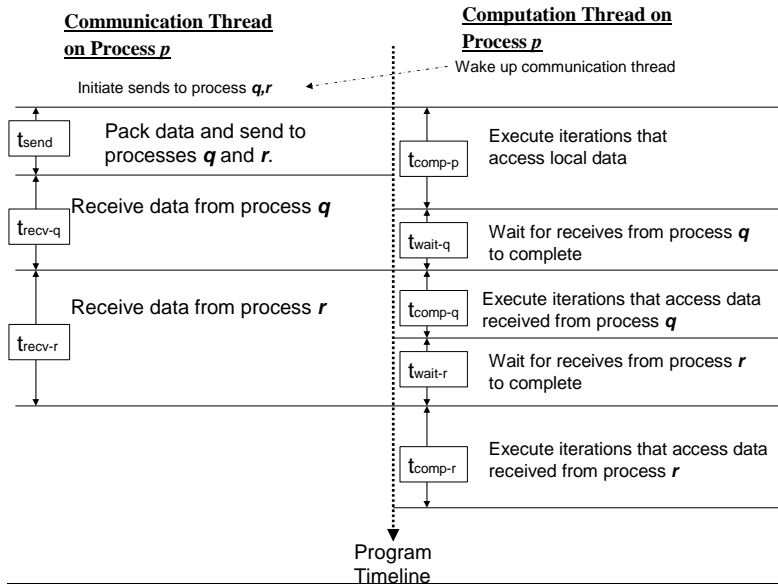 Communication Thread
on Process p
Computation Thread on
Process p
Wake up communication thread
Initiate sends to process q,r
tsend
Pack data and send to
processes q and r.
tcomp-p
Execute iterations that
access local data
trecv-q
Receive data from process q
twait-q
Wait for receives from process q
to complete
trecv-r
Receive data from process r
tcomp-q
Execute iterations that access data
received from process q
twait-r
Wait for receives from process r
to complete
tcomp-r
Execute iterations that access data
received from process r
Program
Timeline